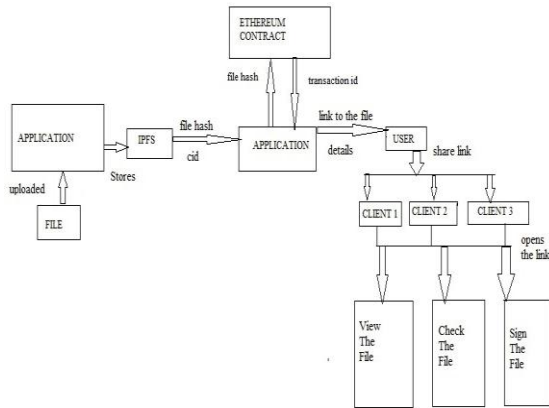 ETHEREUM
CONTRACT
file hash
transaction id
APPLICATION
IPFS
file hash
cid
APPLICATION
link to the file
details
USER
share link
Stores
uploaded
FILE
CLIENT 1
CLIENT 2
CLIENT 3
opens
the link
View
The
File
Check
The
File
Sign
The
File